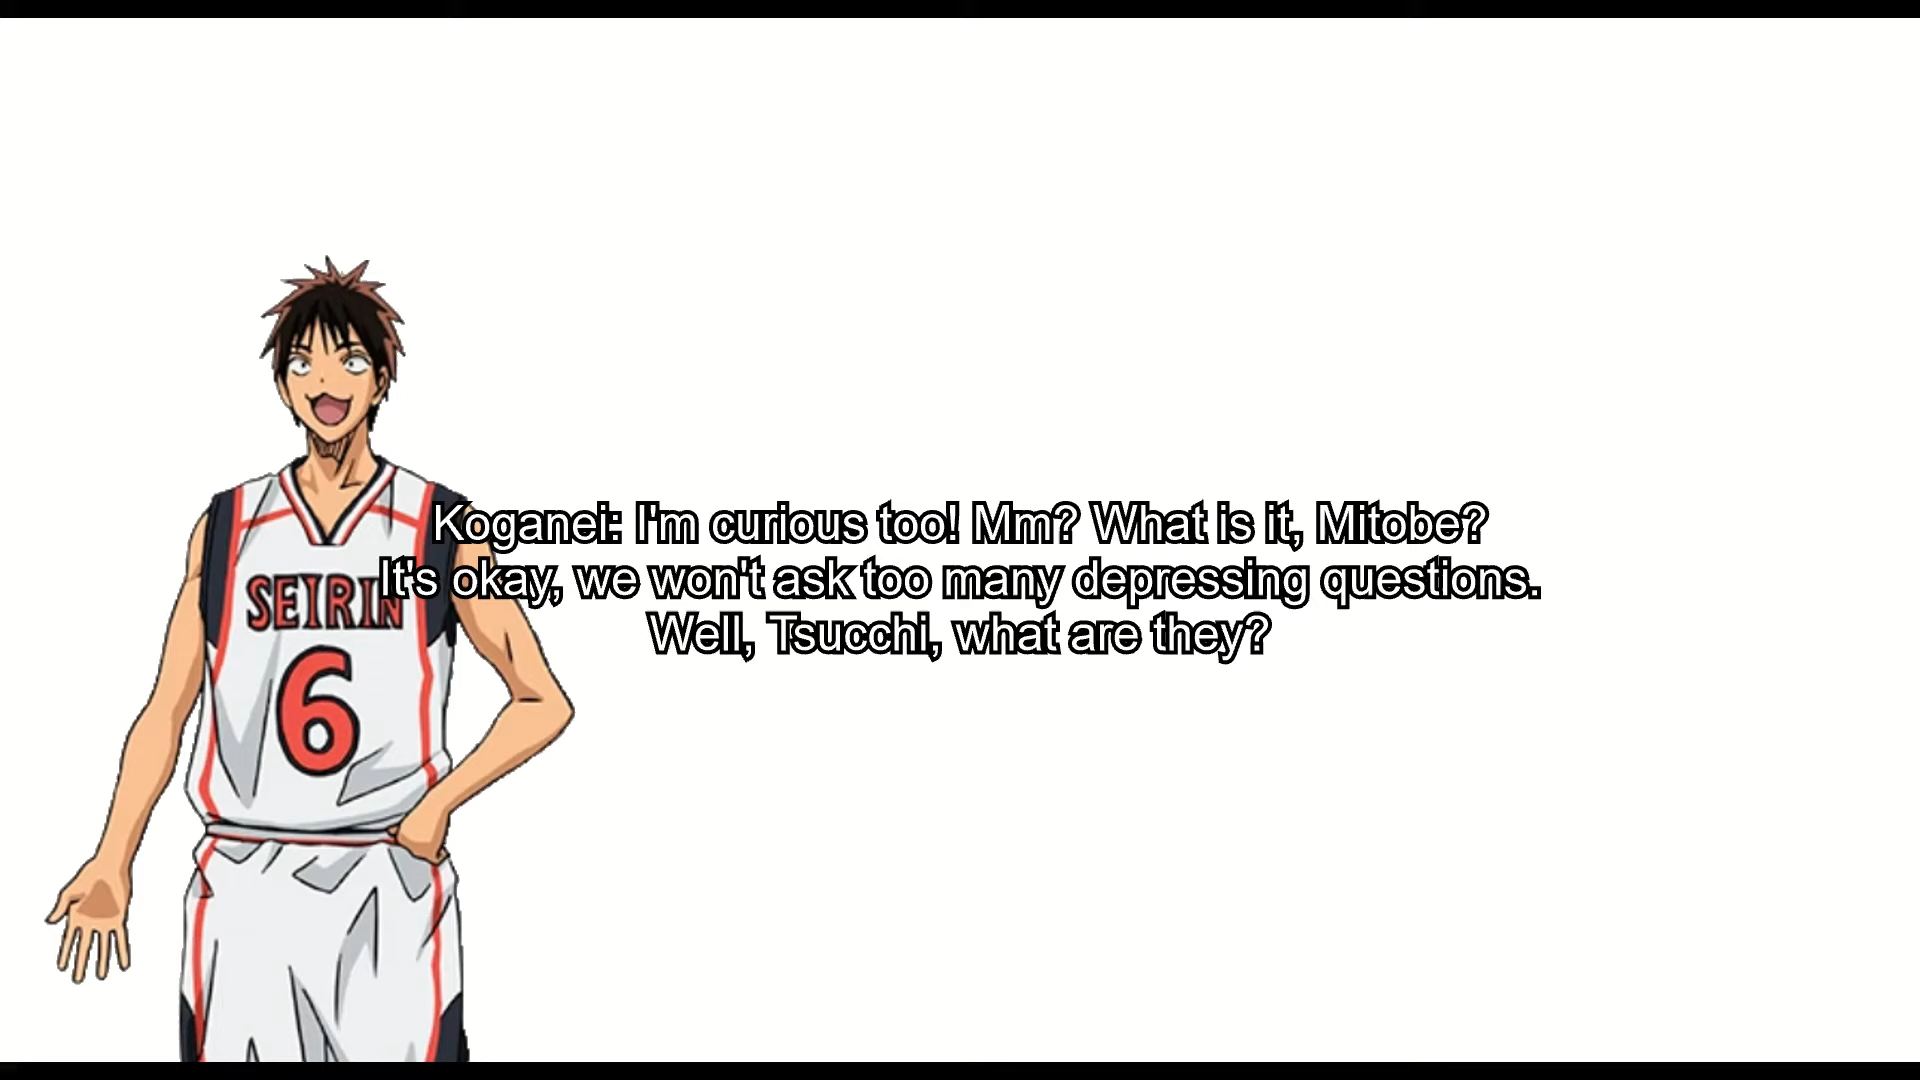 Koganei: I'm curious too! Mm? What is it, Mitobe?
It's okay, we won't ask too many depressing questions.
Well, Tsucchi, what are they?
SEIRIN
6